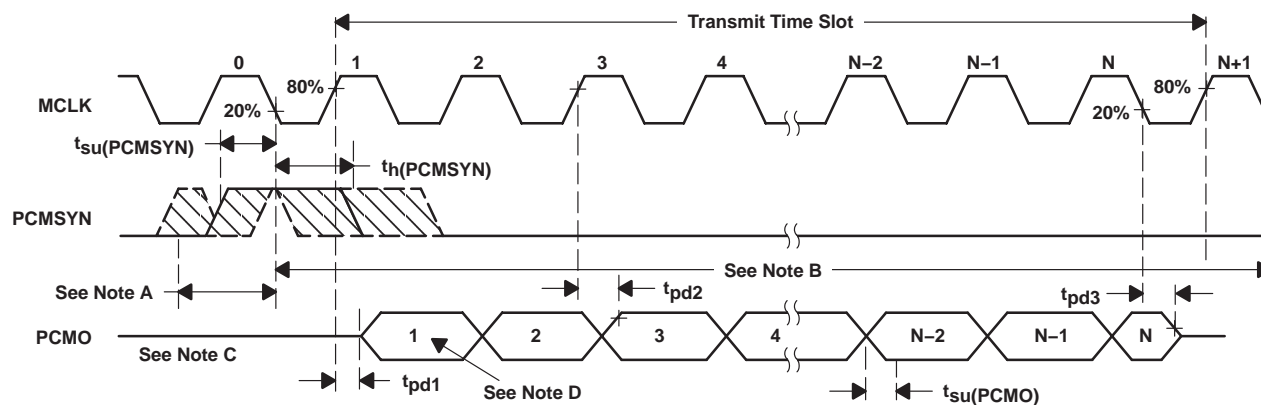 Transmit Time Slot
0 1 2 3 4 N–2 N–1 N N+1
80% 80%
MCLK
20% 20%
tsu(PCMSYN)
th(PCMSYN)
PCMSYN
See Note B
See Note A
tpd2
tpd3
PCMO
1 2 3 4 N–2 N–1 N
See Note C
tpd1
See Note D
tsu(PCMO)